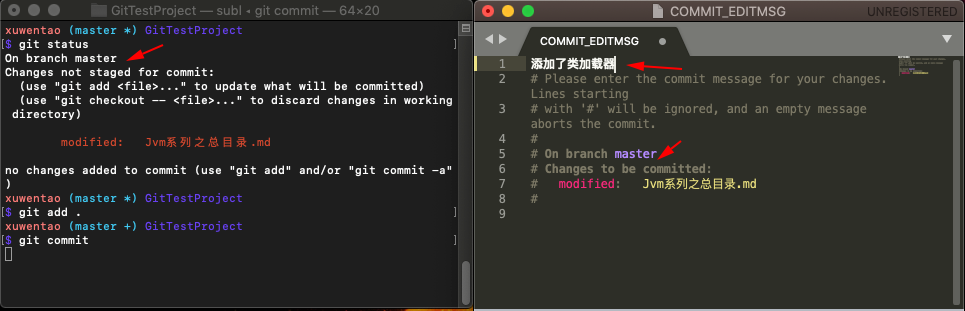 GitTestProject — subl ◂ git commit — 64×20
xuwentao (master *) GitTestProject
[$ git status ]
On branch master
Changes not staged for commit:
(use "git add <file>..." to update what will be committed)
(use "git checkout -- <file>..." to discard changes in working
directory)
modified: Jvm系列之总目录.md
no changes added to commit (use "git add" and/or "git commit -a"
)
xuwentao (master *) GitTestProject
[$ git add . ]
xuwentao (master +) GitTestProject
[$ git commit ]
COMMIT_EDITMSG
UNREGISTERED
COMMIT_EDITMSG
1 添加了类加载器
2 # Please enter the commit message for your changes.
Lines starting
3 # with '#' will be ignored, and an empty message
aborts the commit.
4 #
5 # On branch master
6 # Changes to be committed:
7 # modified: Jvm系列之总目录.md
8 #
9